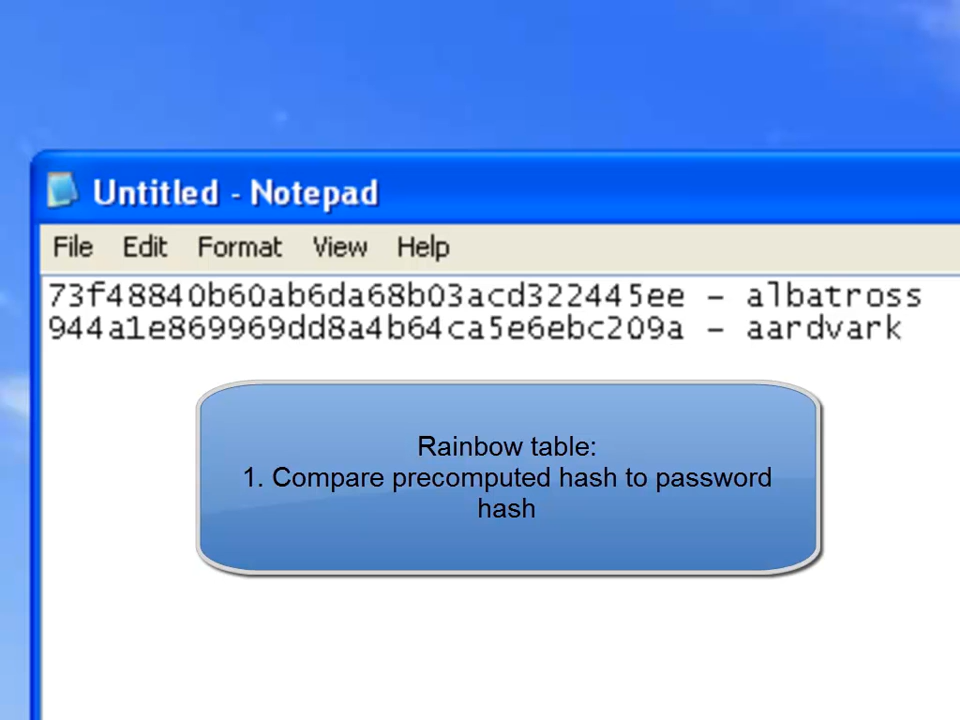 Untitled - Notepad
File Edit Format View Help
73f48840b60ab6da68b03acd322445ee - albatross
944a1e869969dd8a4b64ca5e6ebc209a - aardvark
Rainbow table:
1. Compare precomputed hash to password
hash